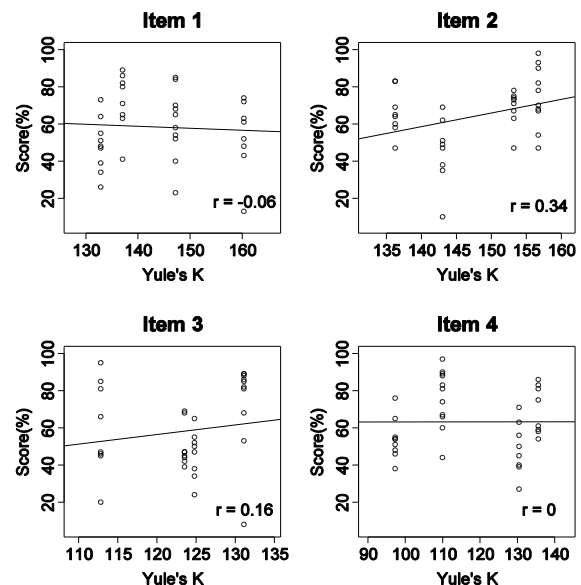 Item 1
Score(%)
100
80
60
40
20
r = -0.06
130 140 150 160
Yule's K
Item 2
Score(%)
100
80
60
40
20
r = 0.34
135 140 145 150 155 160
Yule's K
Item 3
Score(%)
100
80
60
40
20
r = 0.16
110 115 120 125 130 135
Yule's K
Item 4
Score(%)
100
80
60
40
20
r = 0
90 100 110 120 130 140
Yule's K